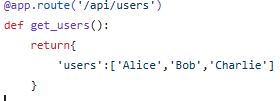 @app.route('/api/users')
def get_users():
    return{
        'users':['Alice','Bob','Charlie']
    }